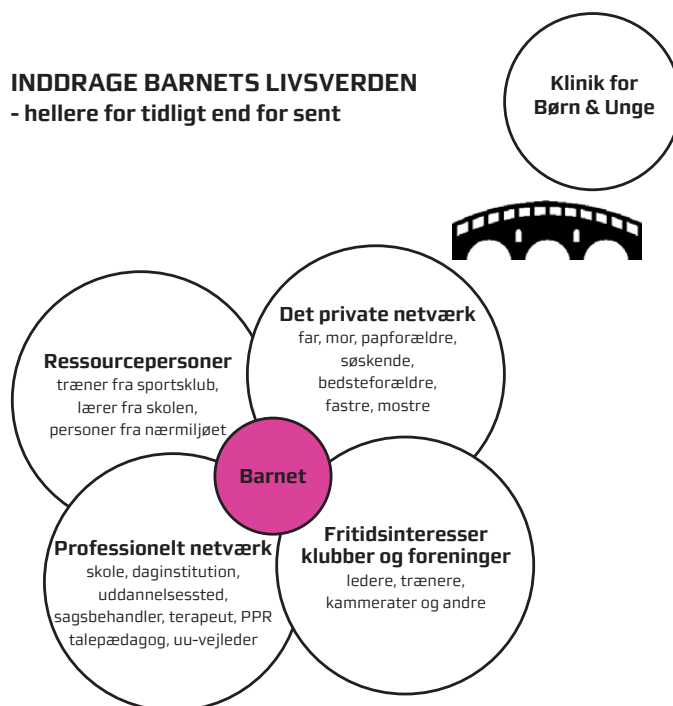 INDDRAGE BARNETS LIVSVERDEN
- hellere for tidligt end for sent
Klinik for
Børn & Unge
Det private netværk
far, mor, papforældre,
søskende,
bedsteforældre,
fastre, mostre
Ressourcepersoner
træner fra sportsklub,
lærer fra skolen,
personer fra nærmiljøet
Barnet
Professionelt netværk
skole, daginstitution,
uddannelsessted,
sagsbehandler, terapeut, PPR
talepædagog, uu-vejleder
Fritidsinteresser
klubber og foreninger
ledere, trænere,
kammerater og andre